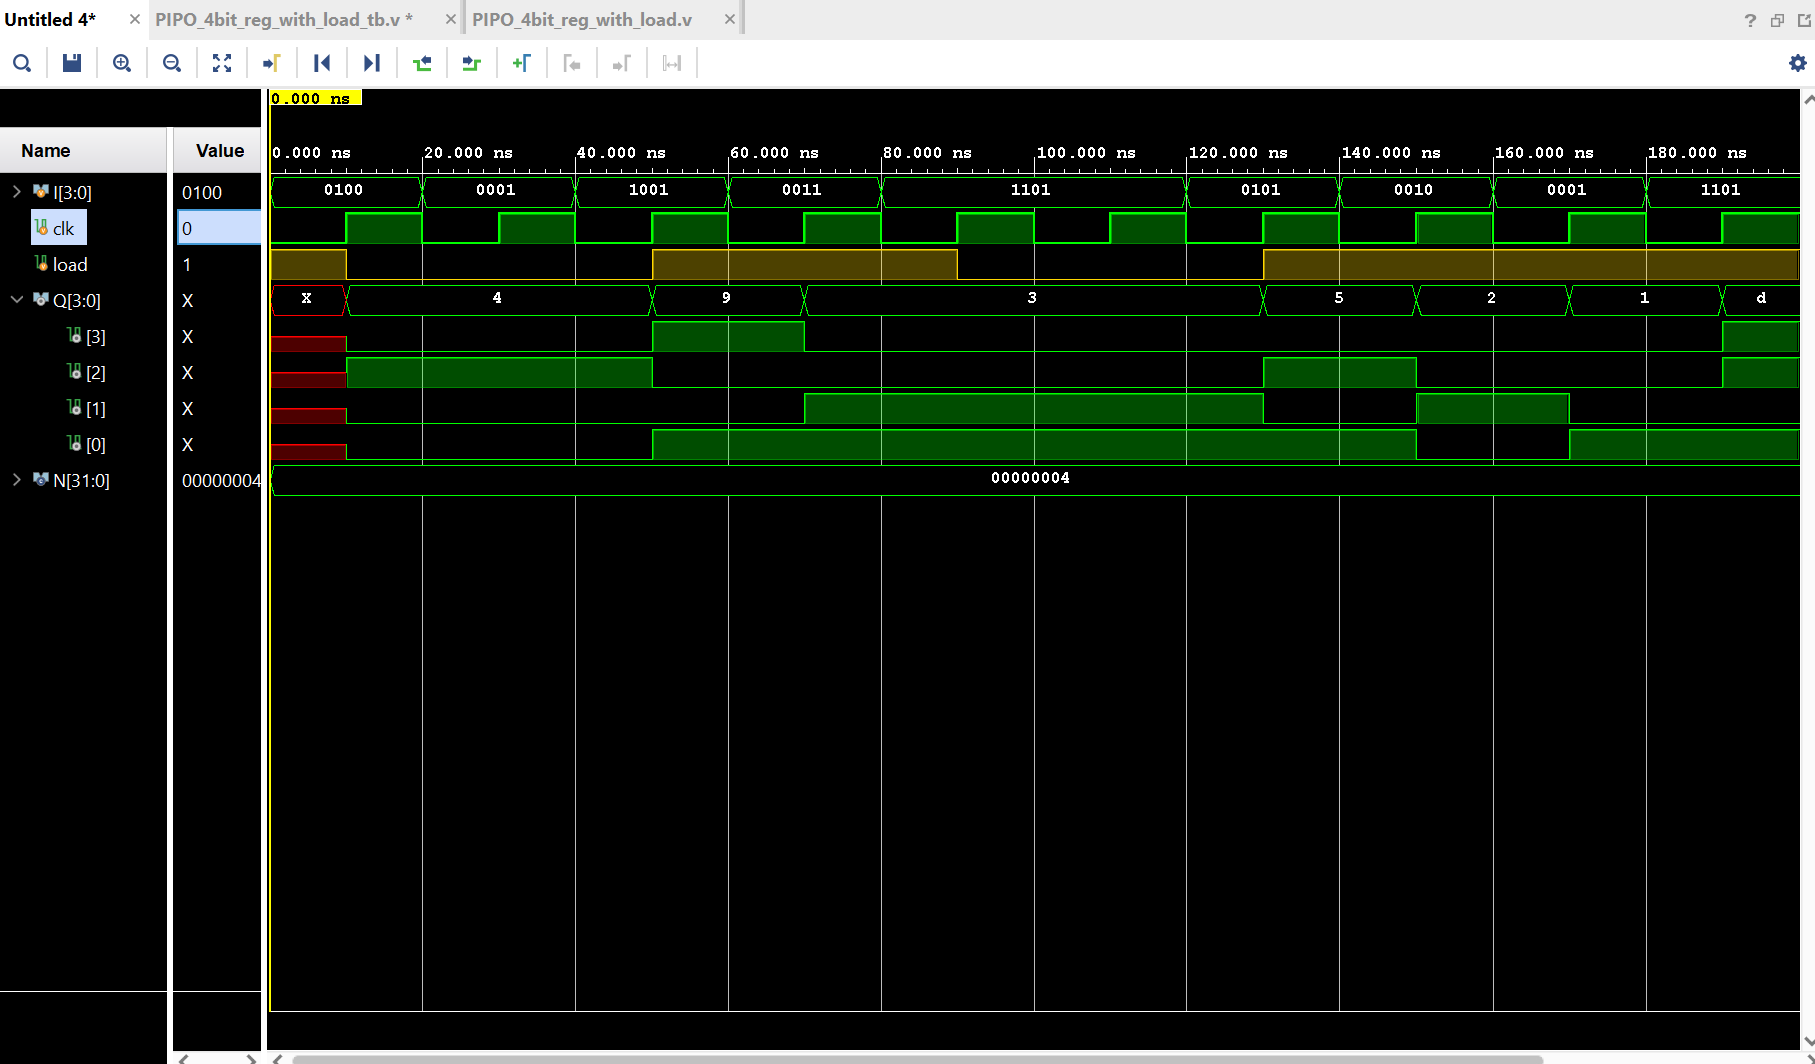 Untitled 4* × PIPO_4bit_reg_with_load_tb.v * × PIPO_4bit_reg_with_load.v × ?
0.000 ns
Name Value 0.000 ns 20.000 ns 40.000 ns 60.000 ns 80.000 ns 100.000 ns 120.000 ns 140.000 ns 160.000 ns 180.000 ns
I[3:0] 0100 0100 0001 1001 0011 1101 0101 0010 0001 1101
clk 0
load 1
Q[3:0] X X 4 9 3 5 2 1 d
[3] X
[2] X
[1] X
[0] X
N[31:0] 00000004 00000004